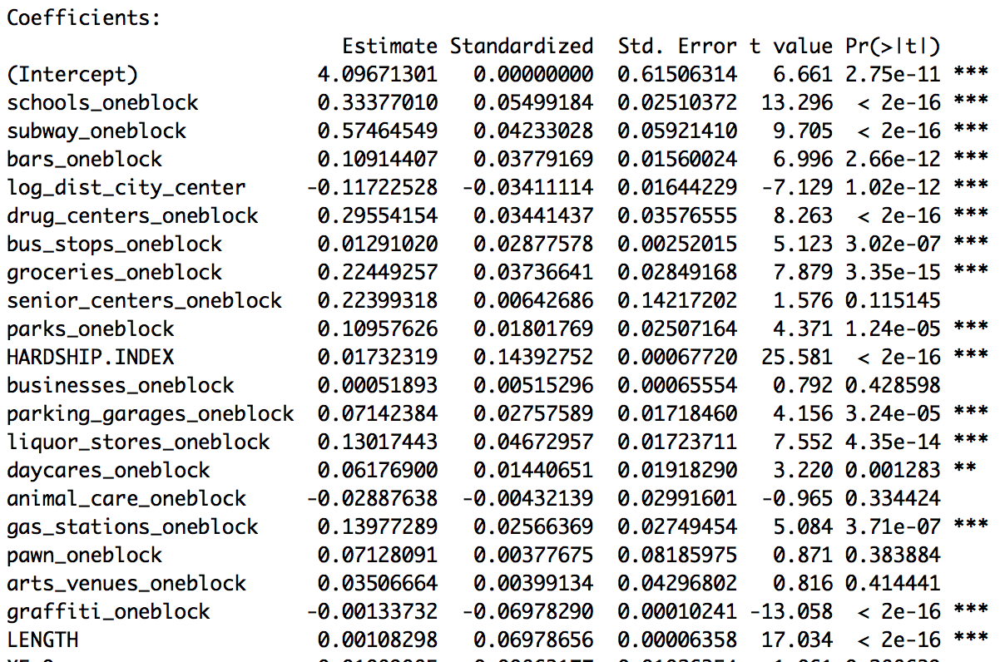 Coefficients:
Estimate Standardized Std. Error t value Pr(>|t|)
(Intercept) 4.09671301 0.00000000 0.61506314 6.661 2.75e-11 ***
schools_oneblock 0.33377010 0.05499184 0.02510372 13.296 < 2e-16 ***
subway_oneblock 0.57464549 0.04233028 0.05921410 9.705 < 2e-16 ***
bars_oneblock 0.10914407 0.03779169 0.01560024 6.996 2.66e-12 ***
log_dist_city_center -0.11722528 -0.03411114 0.01644229 -7.129 1.02e-12 ***
drug_centers_oneblock 0.29554154 0.03441437 0.03576555 8.263 < 2e-16 ***
bus_stops_oneblock 0.01291020 0.02877578 0.00252015 5.123 3.02e-07 ***
groceries_oneblock 0.22449257 0.03736641 0.02849168 7.879 3.35e-15 ***
senior_centers_oneblock 0.22399318 0.00642686 0.14217202 1.576 0.115145
parks_oneblock 0.10957626 0.01801769 0.02507164 4.371 1.24e-05 ***
HARDSHIP.INDEX 0.01732319 0.14392752 0.00067720 25.581 < 2e-16 ***
businesses_oneblock 0.00051893 0.00515296 0.00065554 0.792 0.428598
parking_garages_oneblock 0.07142384 0.02757589 0.01718460 4.156 3.24e-05 ***
liquor_stores_oneblock 0.13017443 0.04672957 0.01723711 7.552 4.35e-14 ***
daycares_oneblock 0.06176900 0.01440651 0.01918290 3.220 0.001283 **
animal_care_oneblock -0.02887638 -0.00432139 0.02991601 -0.965 0.334424
gas_stations_oneblock 0.13977289 0.02566369 0.02749454 5.084 3.71e-07 ***
pawn_oneblock 0.07128091 0.00377675 0.08185975 0.871 0.383884
arts_venues_oneblock 0.03506664 0.00399134 0.04296802 0.816 0.414441
graffiti_oneblock -0.00133732 -0.06978290 0.00010241 -13.058 < 2e-16 ***
LENGTH 0.00108298 0.06978656 0.00006358 17.034 < 2e-16 ***